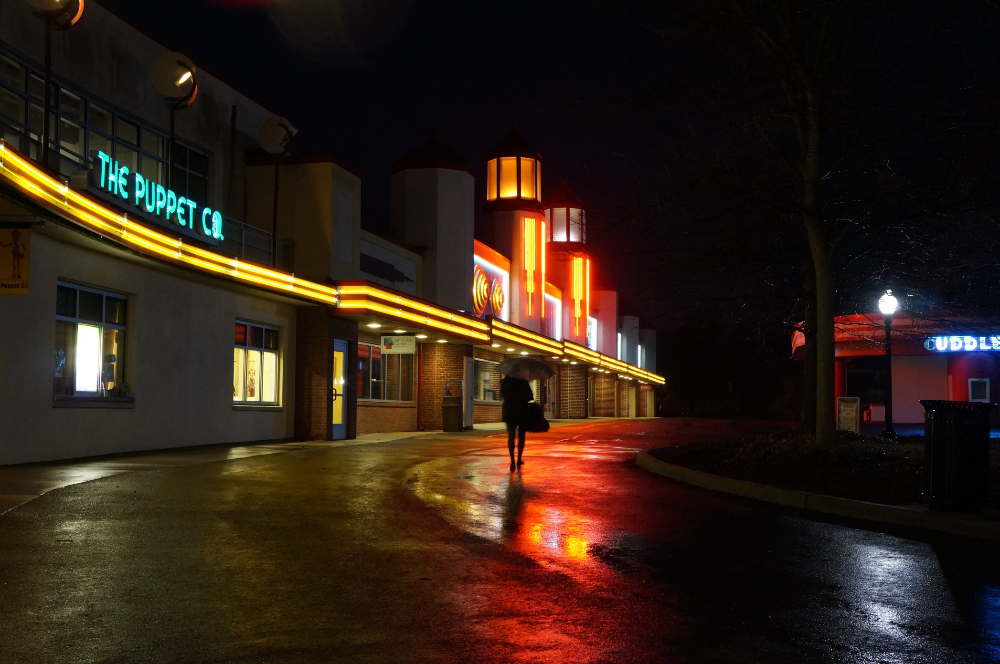 THE PUPPET CO.
Puppet Co.
ART GLASS
Center
CUDDLE